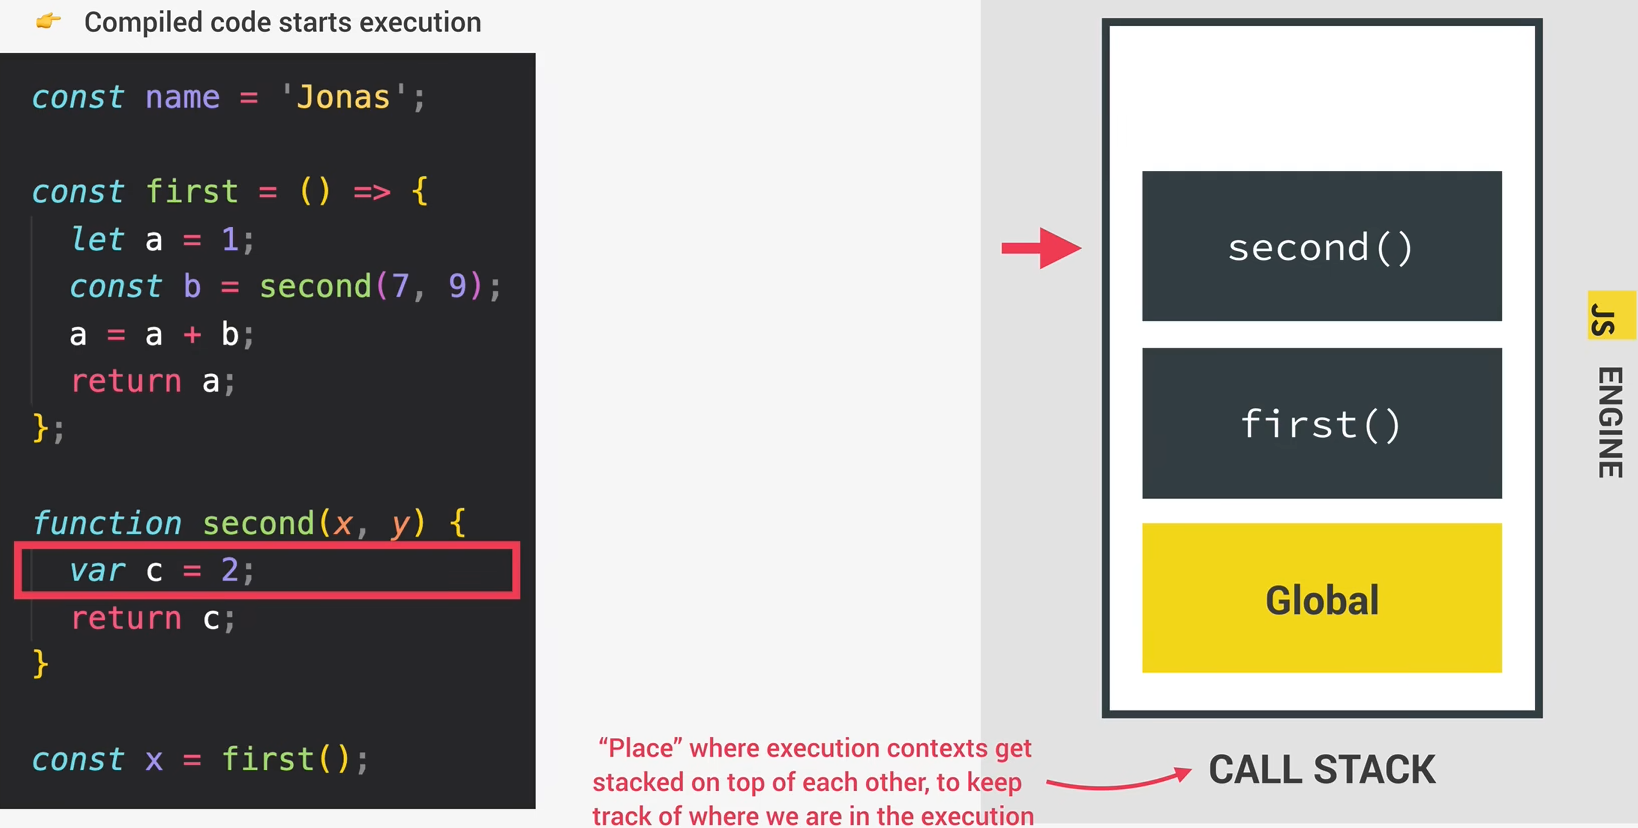 👉 Compiled code starts execution
const name = 'Jonas';
const first = () => {
let a = 1;
const b = second(7, 9);
a = a + b;
return a;
};
function second(x, y) {
var c = 2;
return c;
}
const x = first();
second()
first()
Global
CALL STACK
“Place” where execution contexts get
stacked on top of each other, to keep
track of where we are in the execution
JS
ENGINE